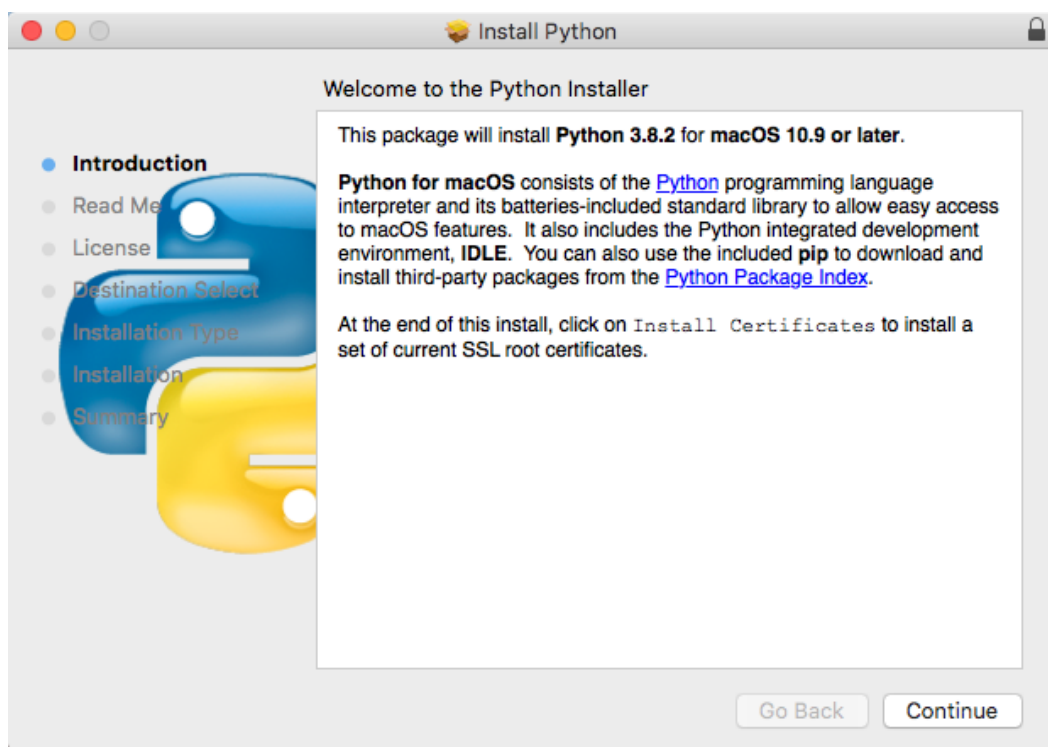 Install Python
Welcome to the Python Installer
Introduction
Read Me
License
Destination Select
Installation Type
Installation
Summary
This package will install Python 3.8.2 for macOS 10.9 or later.
Python for macOS consists of the Python programming language
interpreter and its batteries-included standard library to allow easy access
to macOS features.  It also includes the Python integrated development
environment, IDLE.  You can also use the included pip to download and
install third-party packages from the Python Package Index.
At the end of this install, click on Install Certificates to install a
set of current SSL root certificates.
Go Back
Continue